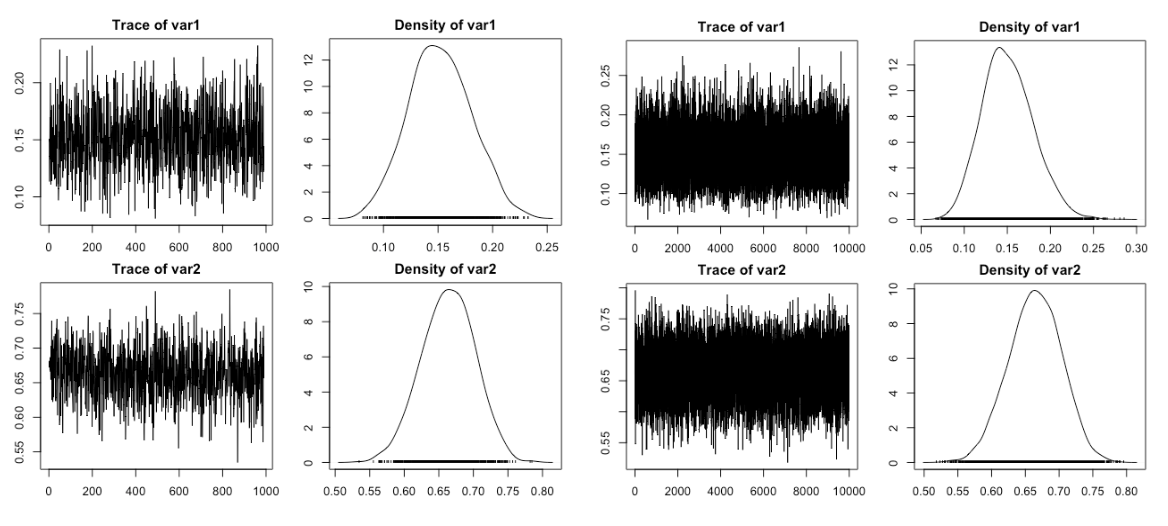 Trace of var1
0.10 0.15 0.20
0 200 400 600 800 1000
Density of var1
0 2 4 6 8 10 12
0.10 0.15 0.20 0.25
Trace of var1
0.10 0.15 0.20 0.25
0 2000 4000 6000 8000 10000
Density of var1
0 2 4 6 8 10 12
0.05 0.10 0.15 0.20 0.25 0.30
Trace of var2
0.55 0.60 0.65 0.70 0.75
0 200 400 600 800 1000
Density of var2
0 2 4 6 8 10
0.50 0.55 0.60 0.65 0.70 0.75 0.80
Trace of var2
0.55 0.65 0.75
0 2000 4000 6000 8000 10000
Density of var2
0 2 4 6 8 10
0.50 0.55 0.60 0.65 0.70 0.75 0.80